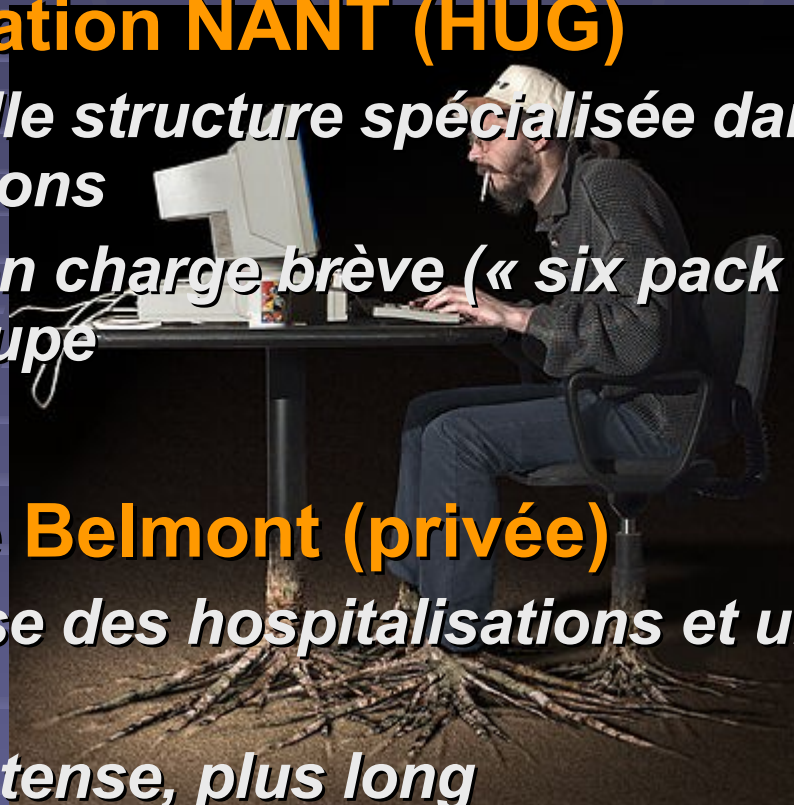 ation NANT (HUG)
lle structure spécialisée dan
ons
n charge brève (« six pack
upe
e Belmont (privée)
se des hospitalisations et u
tense, plus long